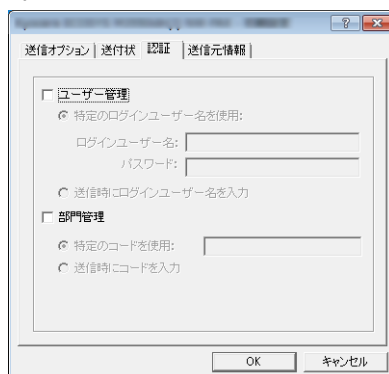 送信オプション 送付状 認証 送信元情報
ユーザー管理
特定のログインユーザー名を使用:
ログインユーザー名:
パスワード:
送信時にログインユーザー名を入力
部門管理
特定のコードを使用:
送信時にコードを入力
OK キャンセル